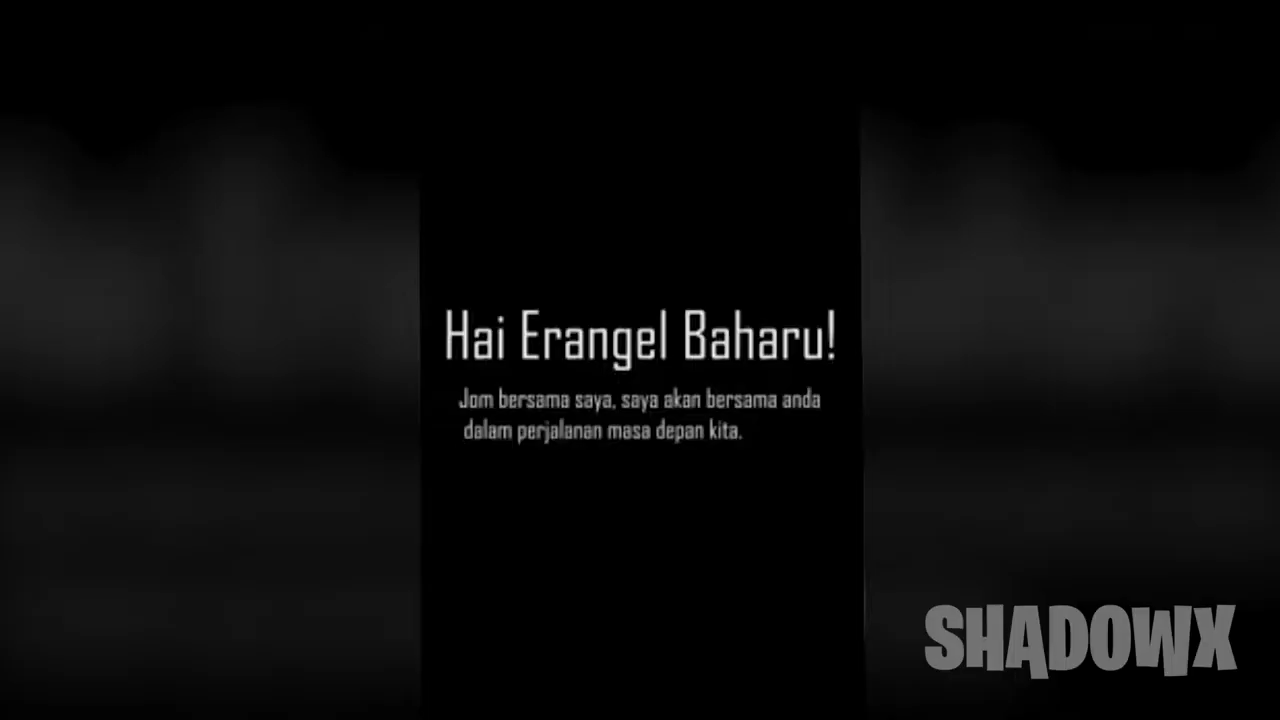 Hai Erangel Baharu!
Jom bersama saya, saya akan bersama anda
dalam perjalanan masa depan kita.
SHADOWX